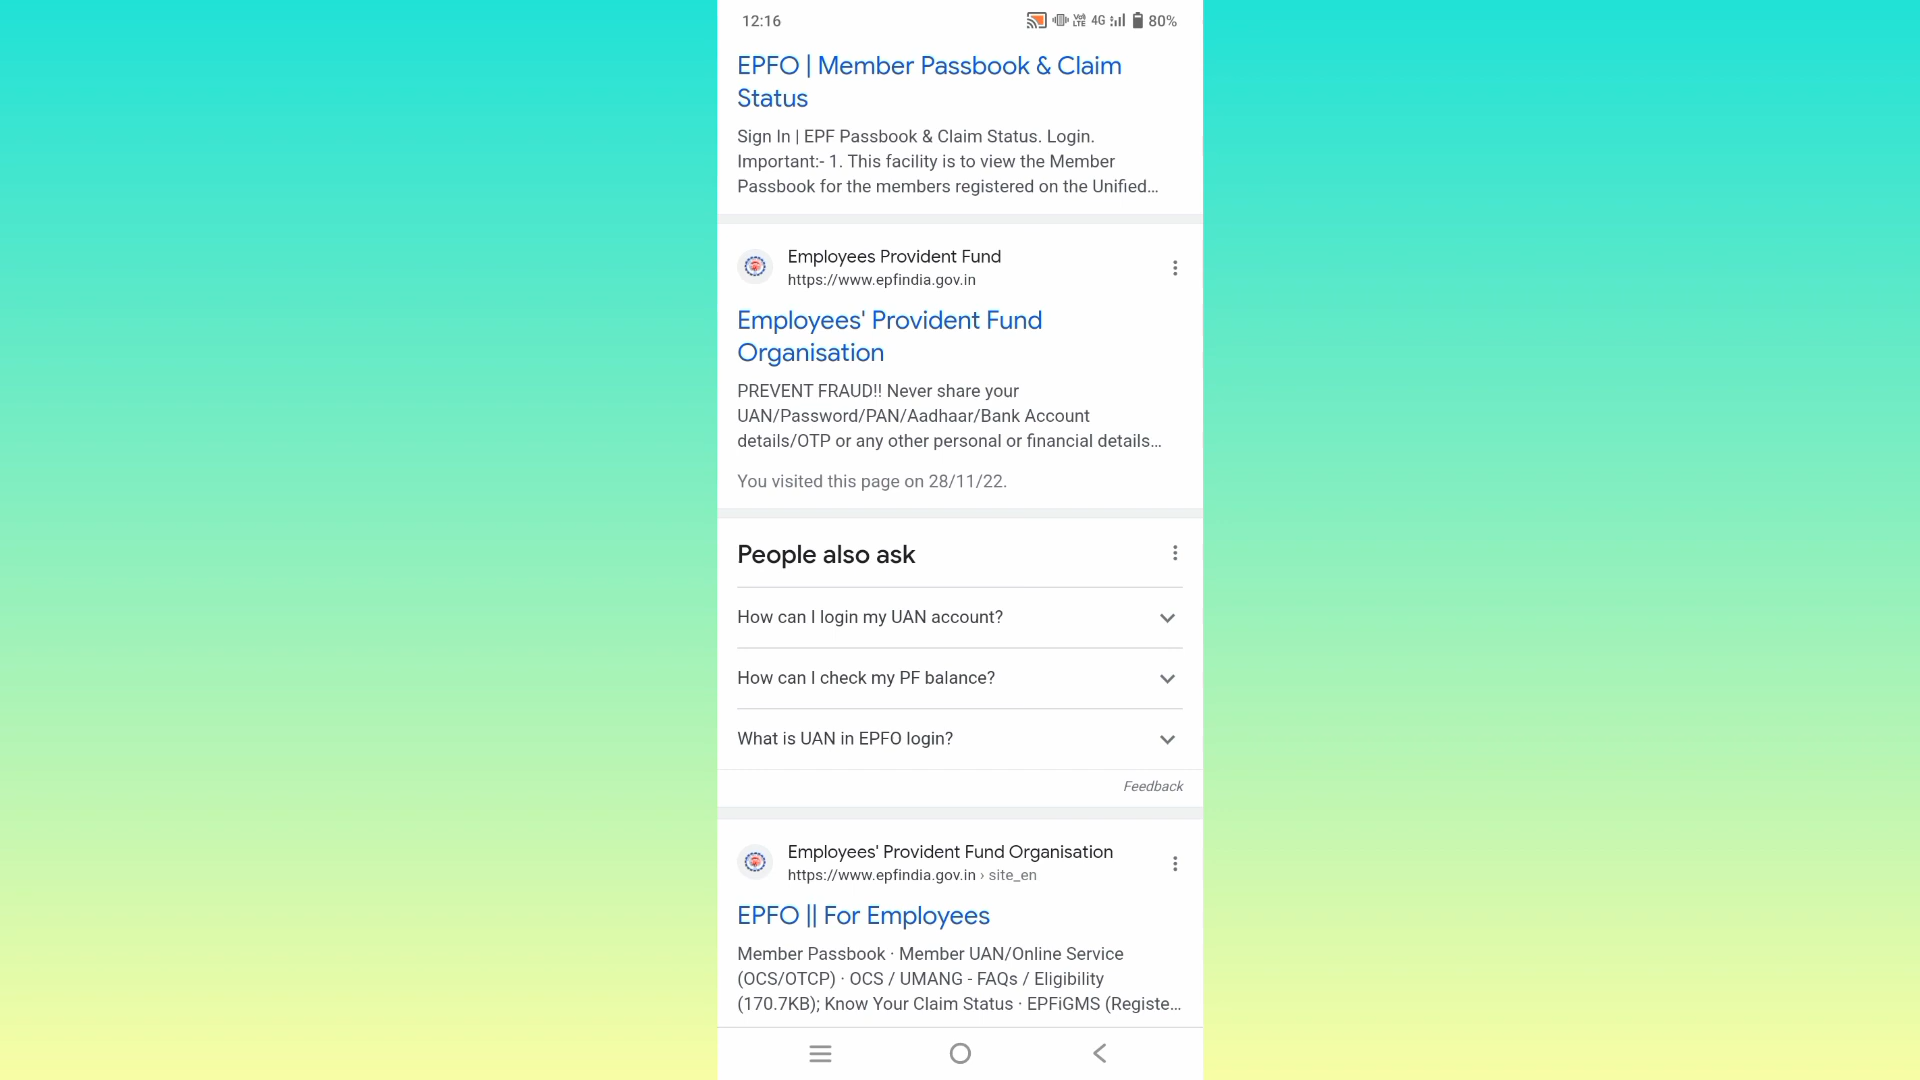 12:16
4G
80%
EPFO | Member Passbook & Claim
Status
Sign In | EPF Passbook & Claim Status. Login.
Important:- 1. This facility is to view the Member
Passbook for the members registered on the Unified...
Employees Provident Fund
https://www.epfindia.gov.in
Employees' Provident Fund
Organisation
PREVENT FRAUD!! Never share your
UAN/Password/PAN/Aadhaar/Bank Account
details/OTP or any other personal or financial details...
You visited this page on 28/11/22.
People also ask
How can I login my UAN account?
How can I check my PF balance?
What is UAN in EPFO login?
Feedback
Employees' Provident Fund Organisation
https://www.epfindia.gov.in › site_en
EPFO || For Employees
Member Passbook · Member UAN/Online Service
(OCS/OTCP) · OCS / UMANG - FAQs / Eligibility
(170.7KB); Know Your Claim Status · EPFiGMS (Registe...